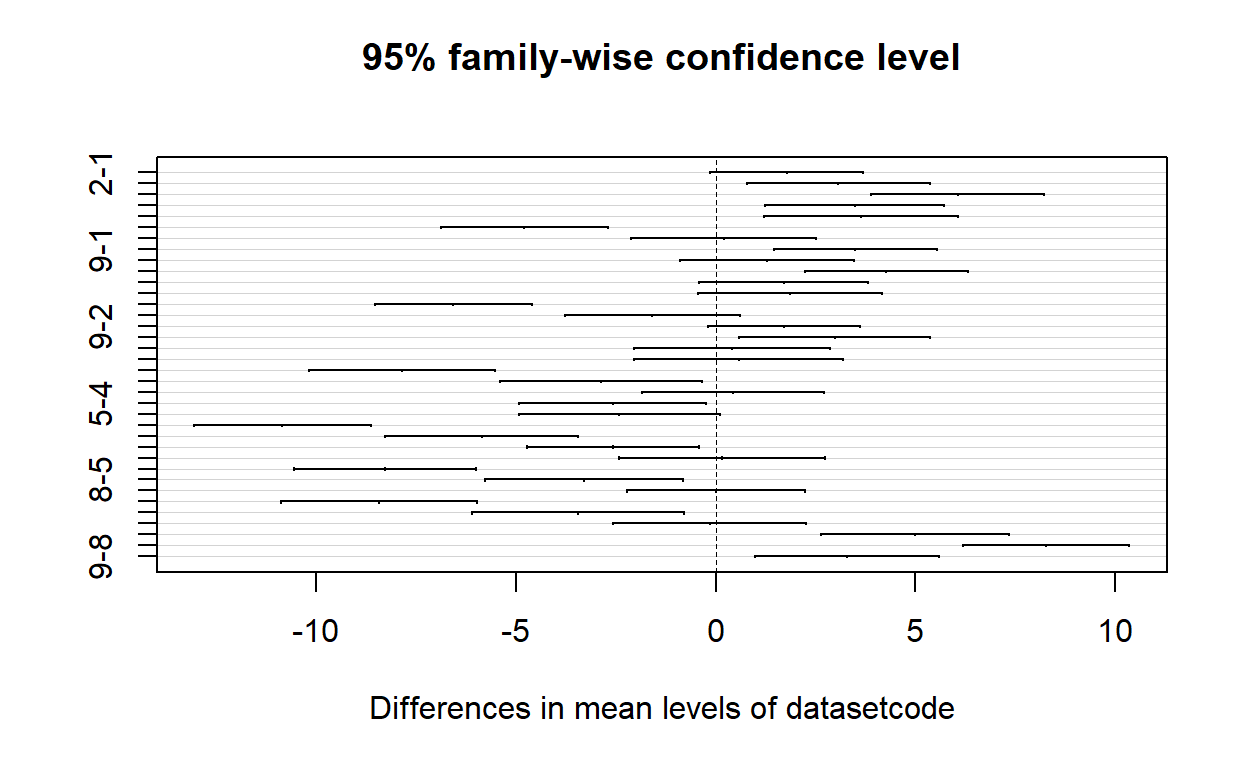 95% family-wise confidence level
2-1
9-1
9-2
5-4
8-5
9-8
-10 -5 0 5 10
Differences in mean levels of datasetcode